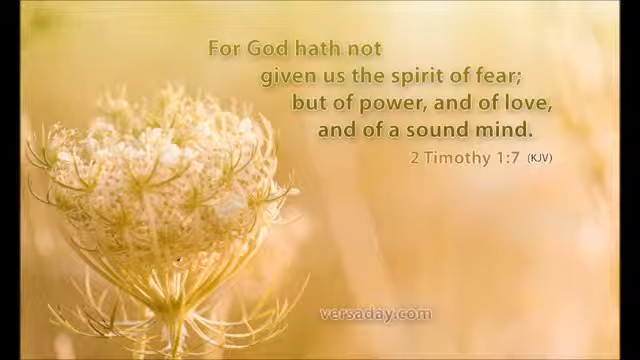 For God hath not
given us the spirit of fear;
but of power, and of love,
and of a sound mind.
2 Timothy 1:7 (KJV)
versaday.com